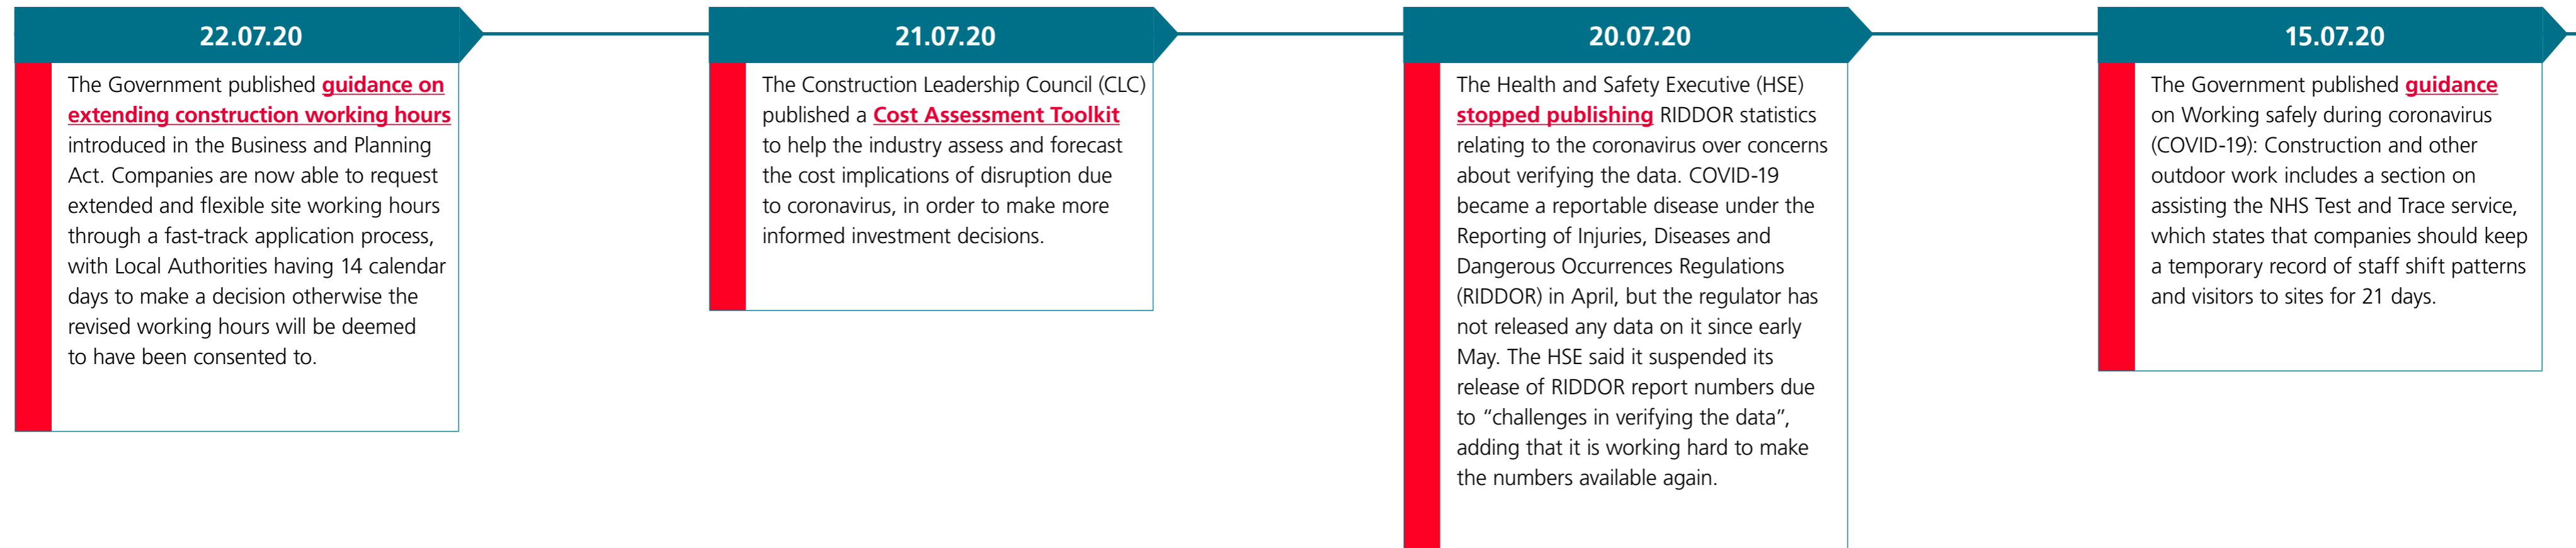 22.07.20
The Government published guidance on
extending construction working hours
introduced in the Business and Planning
Act. Companies are now able to request
extended and flexible site working hours
through a fast-track application process,
with Local Authorities having 14 calendar
days to make a decision otherwise the
revised working hours will be deemed
to have been consented to.
21.07.20
The Construction Leadership Council (CLC)
published a Cost Assessment Toolkit
to help the industry assess and forecast
the cost implications of disruption due
to coronavirus, in order to make more
informed investment decisions.
20.07.20
The Health and Safety Executive (HSE)
stopped publishing RIDDOR statistics
relating to the coronavirus over concerns
about verifying the data. COVID-19
became a reportable disease under the
Reporting of Injuries, Diseases and
Dangerous Occurrences Regulations
(RIDDOR) in April, but the regulator has
not released any data on it since early
May. The HSE said it suspended its
release of RIDDOR report numbers due
to “challenges in verifying the data”,
adding that it is working hard to make
the numbers available again.
15.07.20
The Government published guidance
on Working safely during coronavirus
(COVID-19): Construction and other
outdoor work includes a section on
assisting the NHS Test and Trace service,
which states that companies should keep
a temporary record of staff shift patterns
and visitors to sites for 21 days.